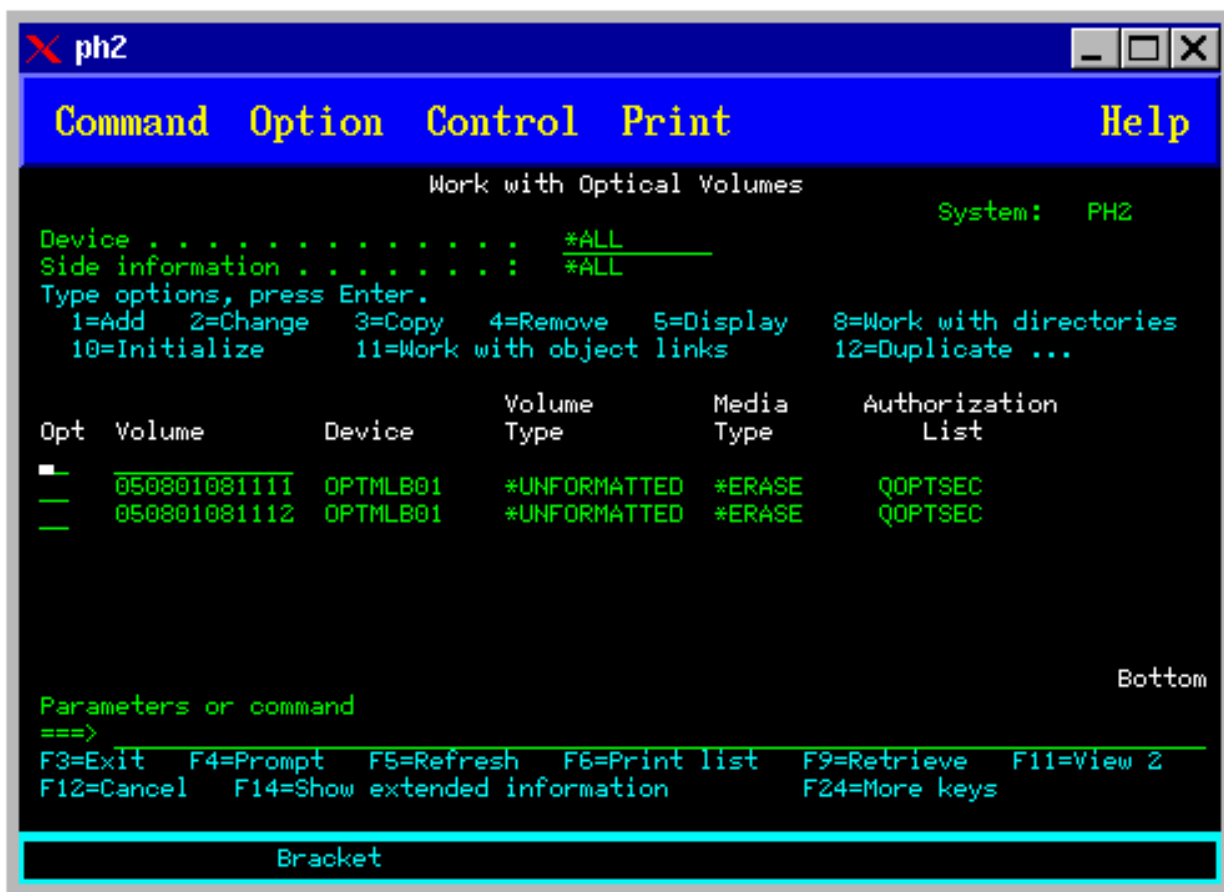 ph2
Command Option Control Print Help
Work with Optical Volumes
System: PH2
Device . . . . . . . . . . . . . *ALL
Side information . . . . . . . : *ALL
Type options, press Enter.
1=Add 2=Change 3=Copy 4=Remove 5=Display 8=Work with directories
10=Initialize 11=Work with object links 12=Duplicate ...
Volume Media Authorization
Opt Volume Device Type Type List
050801081111 OPTMLB01 *UNFORMATTED *ERASE QOPTSEC
050801081112 OPTMLB01 *UNFORMATTED *ERASE QOPTSEC
Bottom
Parameters or command
===>
F3=Exit F4=Prompt F5=Refresh F6=Print list F9=Retrieve F11=View 2
F12=Cancel F14=Show extended information F24=More keys
Bracket